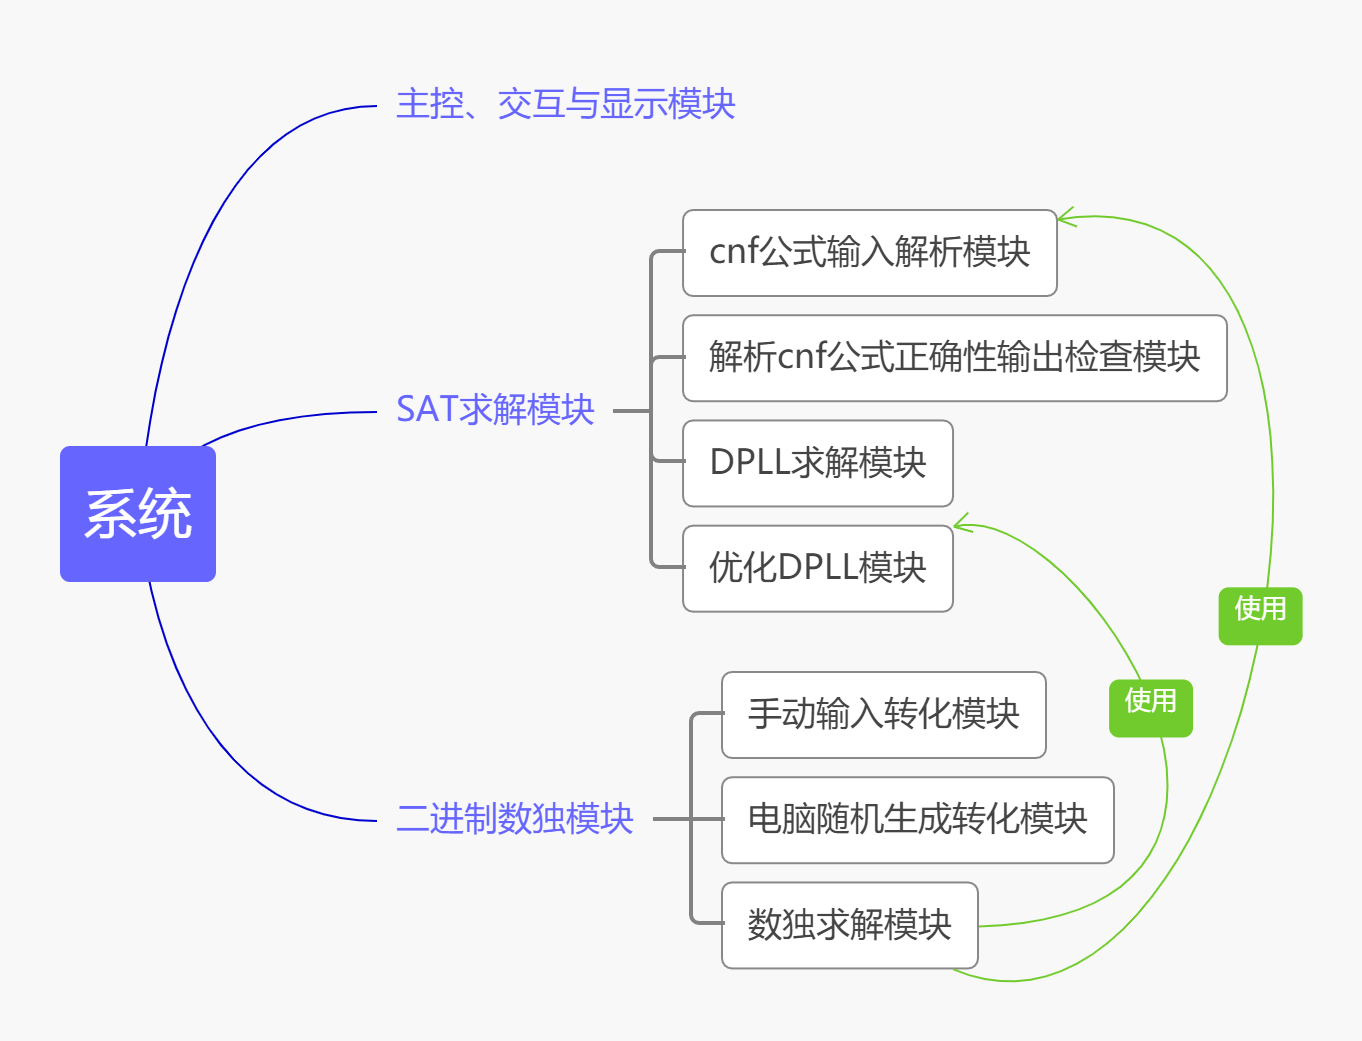 主控、交互与显示模块
cnf公式输入解析模块
解析cnf公式正确性输出检查模块
SAT求解模块
DPLL求解模块
系统
优化DPLL模块
使用
使用
手动输入转化模块
二进制数独模块
电脑随机生成转化模块
数独求解模块